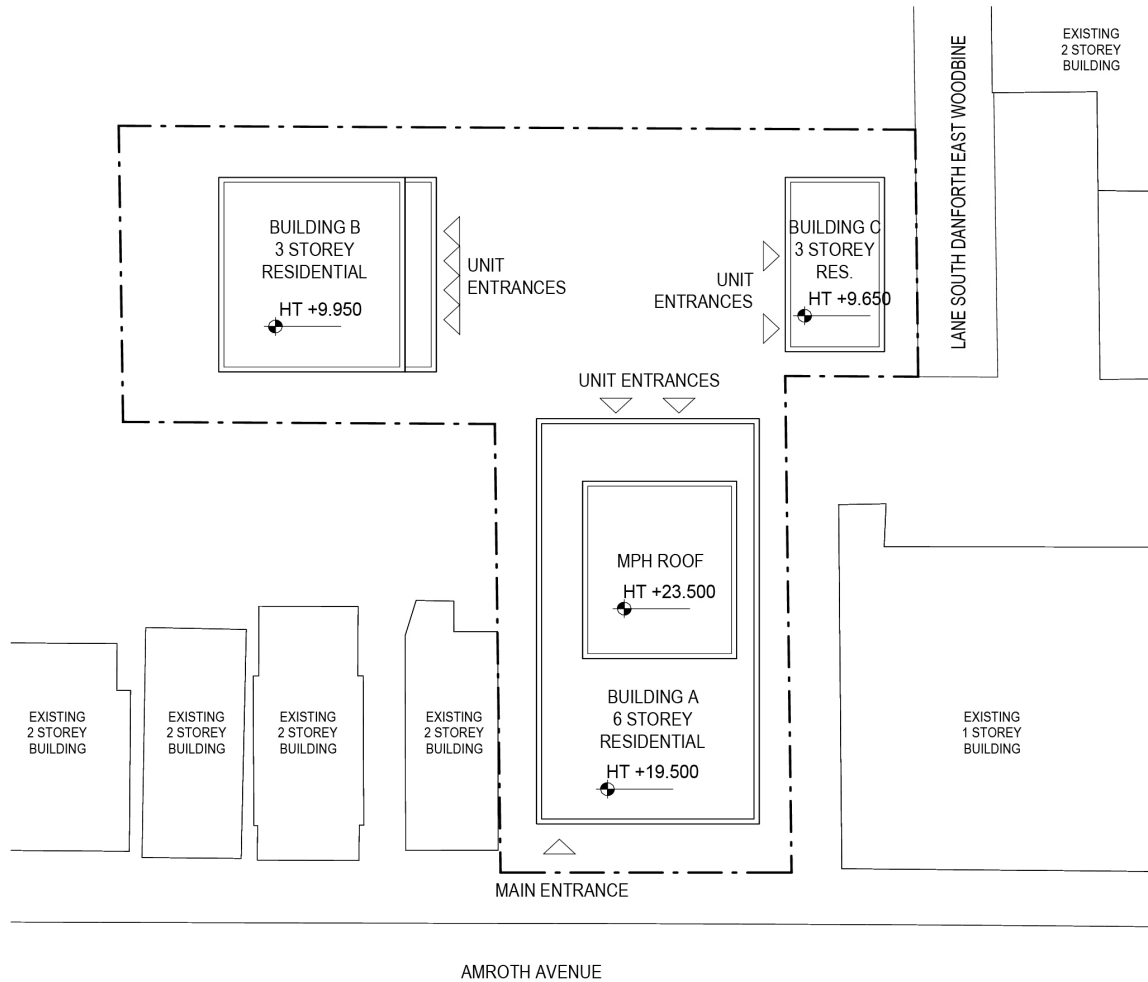 EXISTING
2 STOREY
BUILDING
LANE SOUTH DANFORTH EAST WOODBINE
BUILDING B
3 STOREY
RESIDENTIAL
HT +9.950
UNIT
ENTRANCES
UNIT
ENTRANCES
BUILDING C
3 STOREY
RES.
HT +9.650
UNIT ENTRANCES
MPH ROOF
HT +23.500
BUILDING A
6 STOREY
RESIDENTIAL
HT +19.500
EXISTING
2 STOREY
BUILDING
EXISTING
2 STOREY
BUILDING
EXISTING
2 STOREY
BUILDING
EXISTING
2 STOREY
BUILDING
EXISTING
1 STOREY
BUILDING
MAIN ENTRANCE
AMROTH AVENUE